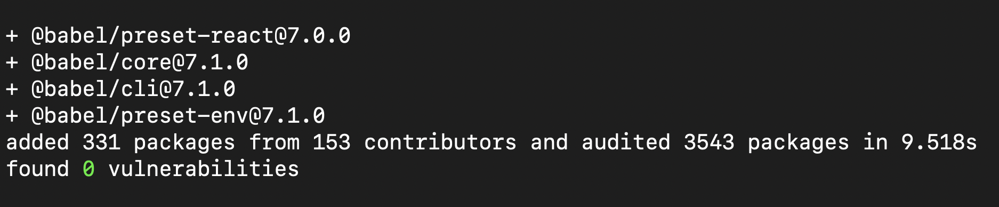 + @babel/preset-react@7.0.0
+ @babel/core@7.1.0
+ @babel/cli@7.1.0
+ @babel/preset-env@7.1.0
added 331 packages from 153 contributors and audited 3543 packages in 9.518s
found 0 vulnerabilities